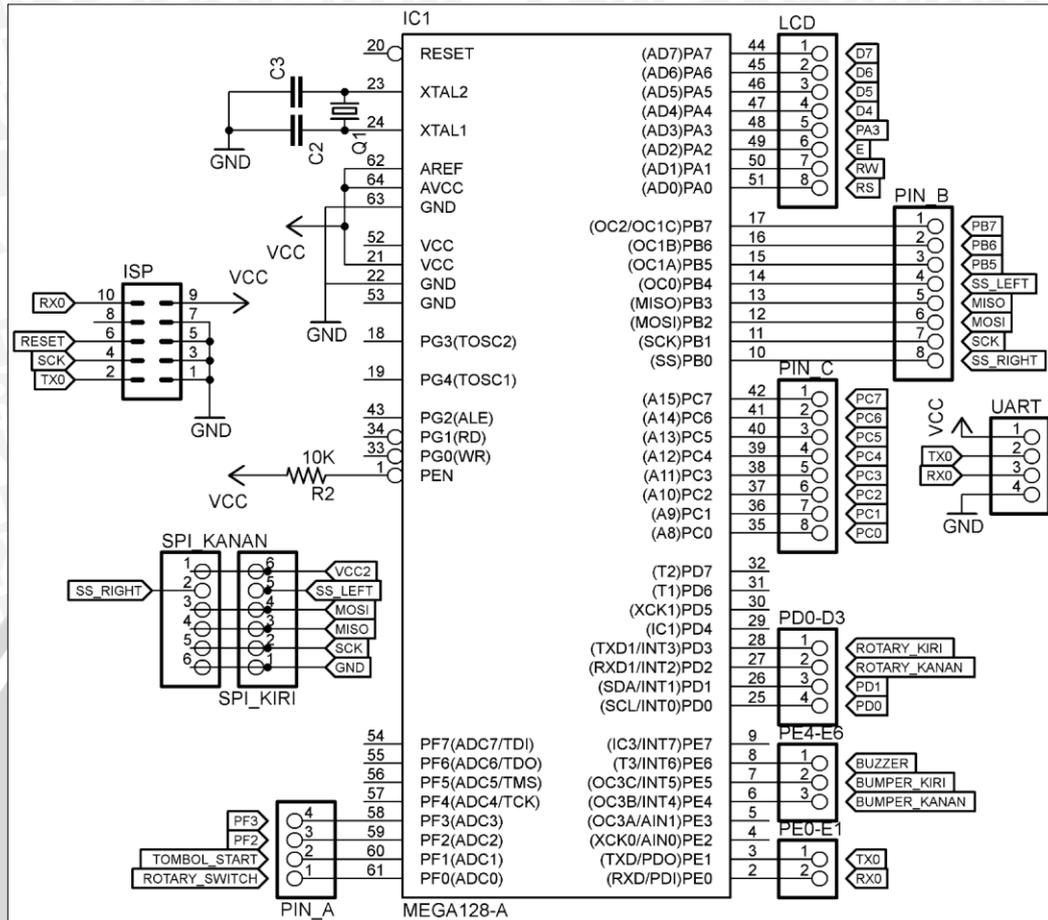 IC1
20 RESET
23 XTAL2
24 XTAL1
62 AREF
64 AVCC
63 GND
52 VCC
21 VCC
22 GND
53 GND
18 PG3(TOSC2)
19 PG4(TOSC1)
43 PG2(ALE)
34 PG1(RD)
33 PG0(WR)
1 PEN
54 PF7(ADC7/TDI)
55 PF6(ADC6/TDO)
56 PF5(ADC5/TMS)
57 PF4(ADC4/TCK)
58 PF3(ADC3)
59 PF2(ADC2)
60 PF1(ADC1)
61 PF0(ADC0)
MEGA128-A
C3
C2
Q1
GND
VCC
GND
ISP
RX0 10 9 VCC
8 7
RESET 6 5
SCK 4 3
TX0 2 1
GND
VCC
10K
R2
SPI_KANAN
1 6 VCC2
SS_RIGHT 2 5 SS_LEFT
3 4 MOSI
4 3 MISO
5 2 SCK
6 1 GND
SPI_KIRI
PF3 4
PF2 3
TOMBOL_START 2
ROTARY_SWITCH 1
PIN_A
LCD
(AD7)PA7 44 1 D7
(AD6)PA6 45 2 D6
(AD5)PA5 46 3 D5
(AD4)PA4 47 4 D4
(AD3)PA3 48 5 PA3
(AD2)PA2 49 6 E
(AD1)PA1 50 7 RW
(AD0)PA0 51 8 RS
PIN_B
(OC2/OC1C)PB7 17 1 PB7
(OC1B)PB6 16 2 PB6
(OC1A)PB5 15 3 PB5
(OC0)PB4 14 4 SS_LEFT
(MISO)PB3 13 5 MISO
(MOSI)PB2 12 6 MOSI
(SCK)PB1 11 7 SCK
(SS)PB0 10 8 SS_RIGHT
PIN_C
(A15)PC7 42 1 PC7
(A14)PC6 41 2 PC6
(A13)PC5 40 3 PC5
(A12)PC4 39 4 PC4
(A11)PC3 38 5 PC3
(A10)PC2 37 6 PC2
(A9)PC1 36 7 PC1
(A8)PC0 35 8 PC0
UART
VCC 1
TX0 2
RX0 3
4
GND
(T2)PD7 32
(T1)PD6 31
(XCK1)PD5 30
(IC1)PD4 29
PD0-D3
(TXD1/INT3)PD3 28 1 ROTARY_KIRI
(RXD1/INT2)PD2 27 2 ROTARY_KANAN
(SDA/INT1)PD1 26 3 PD1
(SCL/INT0)PD0 25 4 PD0
PE4-E6
(IC3/INT7)PE7 9
(T3/INT6)PE6 8 1 BUZZER
(OC3C/INT5)PE5 7 2 BUMPER_KIRI
(OC3B/INT4)PE4 6 3 BUMPER_KANAN
(OC3A/AIN1)PE3 5
(XCK0/AIN0)PE2 4
PE0-E1
(TXD/PDO)PE1 3 1 TX0
(RXD/PDI)PE0 2 2 RX0